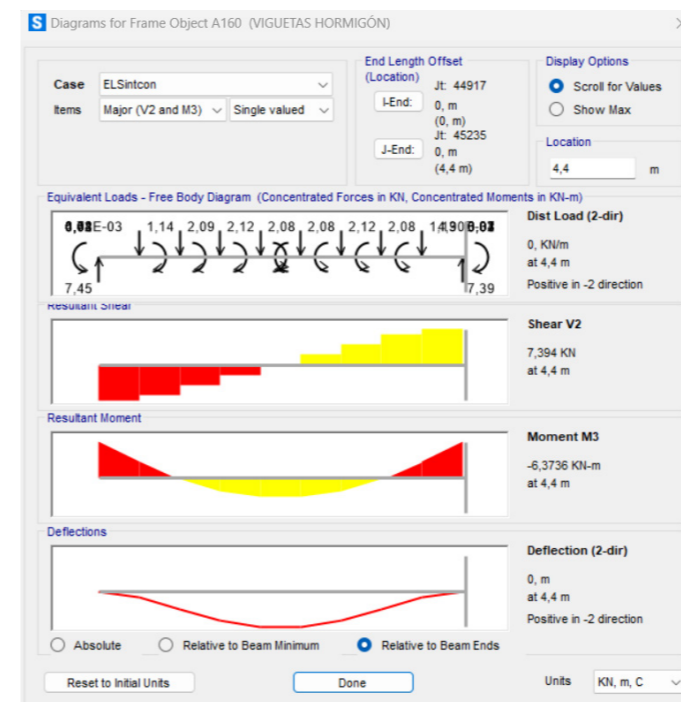 S Diagrams for Frame Object A160 (VIGUETAS HORMIGÓN)
Case ELSintcon
Items Major (V2 and M3) Single valued
End Length Offset
(Location)
I-End: Jt: 44917
0, m
(0, m)
J-End: Jt: 45235
0, m
(4,4 m)
Display Options
Scroll for Values
Show Max
Location
4,4 m
Equivalent Loads - Free Body Diagram (Concentrated Forces in KN, Concentrated Moments in KN-m)
E-03 1,14 2,09 2,12 2,08 2,08 2,12 2,08
7,45 7,39
Dist Load (2-dir)
0, KN/m
at 4,4 m
Positive in -2 direction
Resultant Shear
Shear V2
7,394 KN
at 4,4 m
Resultant Moment
Moment M3
-6,3736 KN-m
at 4,4 m
Deflections
Deflection (2-dir)
0, m
at 4,4 m
Positive in -2 direction
Absolute Relative to Beam Minimum Relative to Beam Ends
Reset to Initial Units Done Units KN, m, C